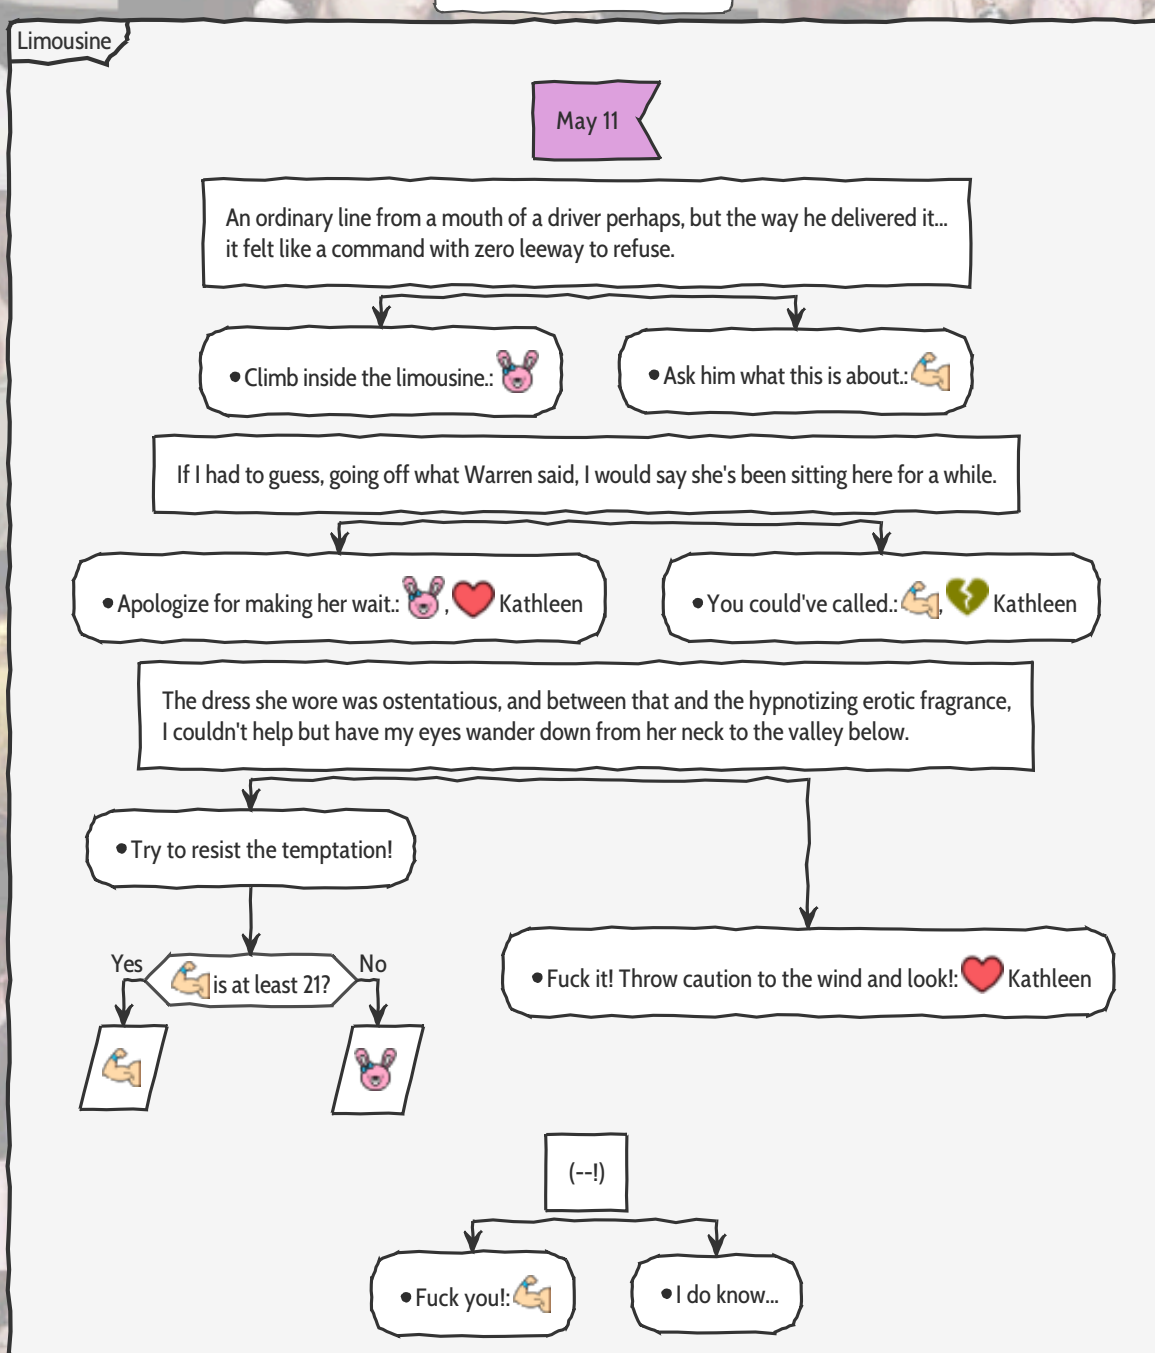 Limousine
May 11
An ordinary line from a mouth of a driver perhaps, but the way he delivered it...
it felt like a command with zero leeway to refuse.
•Climb inside the limousine.:
•Ask him what this is about.:
If I had to guess, going off what Warren said, I would say she's been sitting here for a while.
•Apologize for making her wait.: , Kathleen
•You could've called.: , Kathleen
The dress she wore was ostentatious, and between that and the hypnotizing erotic fragrance,
I couldn't help but have my eyes wander down from her neck to the valley below.
•Try to resist the temptation!
Yes
is at least 21?
No
•Fuck it! Throw caution to the wind and look!: Kathleen
(--!)
•Fuck you!:
•I do know...